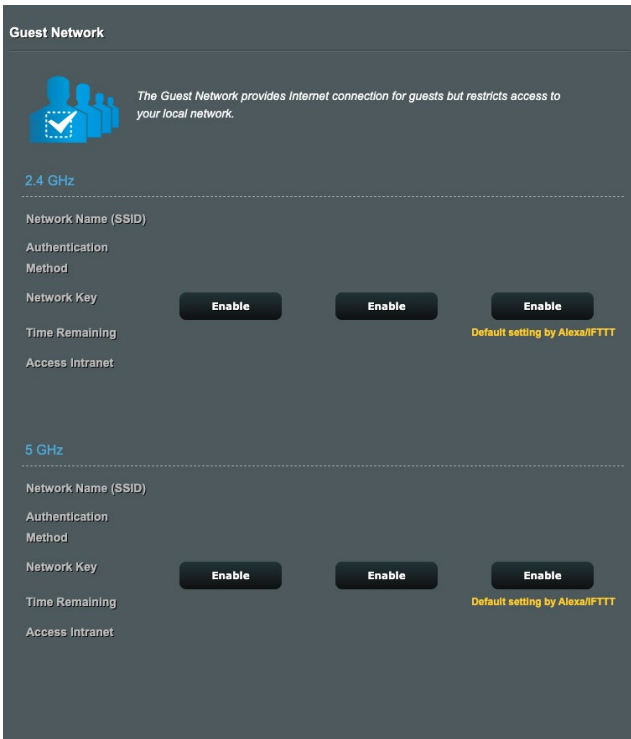 Guest Network
The Guest Network provides Internet connection for guests but restricts access to
your local network.
2.4 GHz
Network Name (SSID)
Authentication
Method
Network Key
Enable Enable Enable
Time Remaining
Default setting by Alexa/IFTTT
Access Intranet
5 GHz
Network Name (SSID)
Authentication
Method
Network Key
Enable Enable Enable
Time Remaining
Default setting by Alexa/IFTTT
Access Intranet